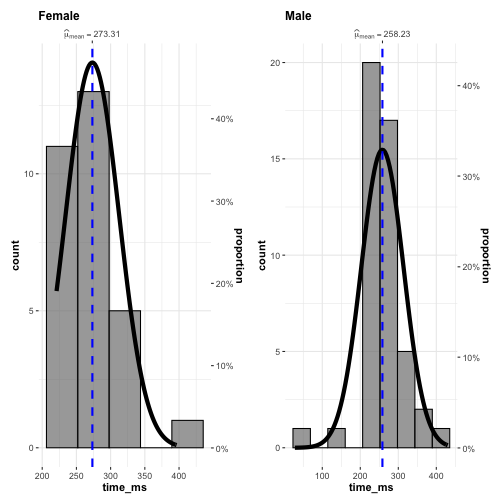 Female
μ̂mean = 273.31
count
0
5
10
0%
10%
20%
30%
40%
proportion
200
250
300
350
400
time_ms
Male
μ̂mean = 258.23
count
0
5
10
15
20
0%
10%
20%
30%
40%
proportion
100
200
300
400
time_ms